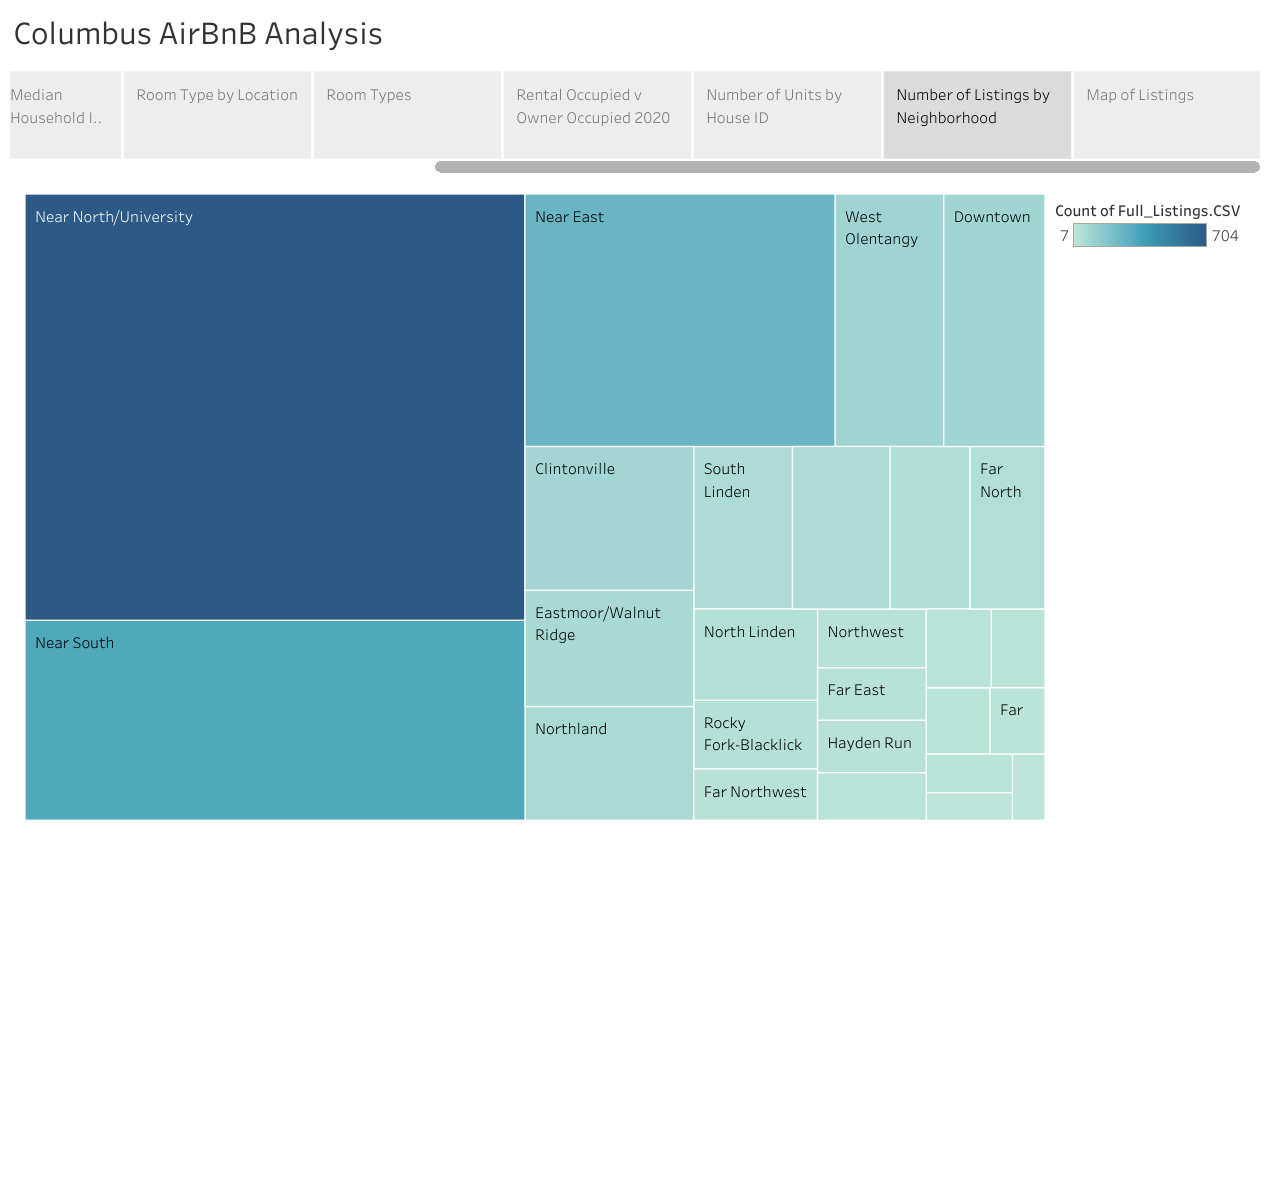 Columbus AirBnB Analysis
Median
Household I..
Room Type by Location
Room Types
Rental Occupied v
Owner Occupied 2020
Number of Units by
House ID
Number of Listings by
Neighborhood
Map of Listings
Near North/University
Near East
West
Olentangy
Downtown
Count of Full_Listings.CSV
7
704
Clintonville
South
Linden
Far
North
Eastmoor/Walnut
Ridge
North Linden
Northwest
Near South
Far East
Far
Northland
Rocky
Fork-Blacklick
Hayden Run
Far Northwest